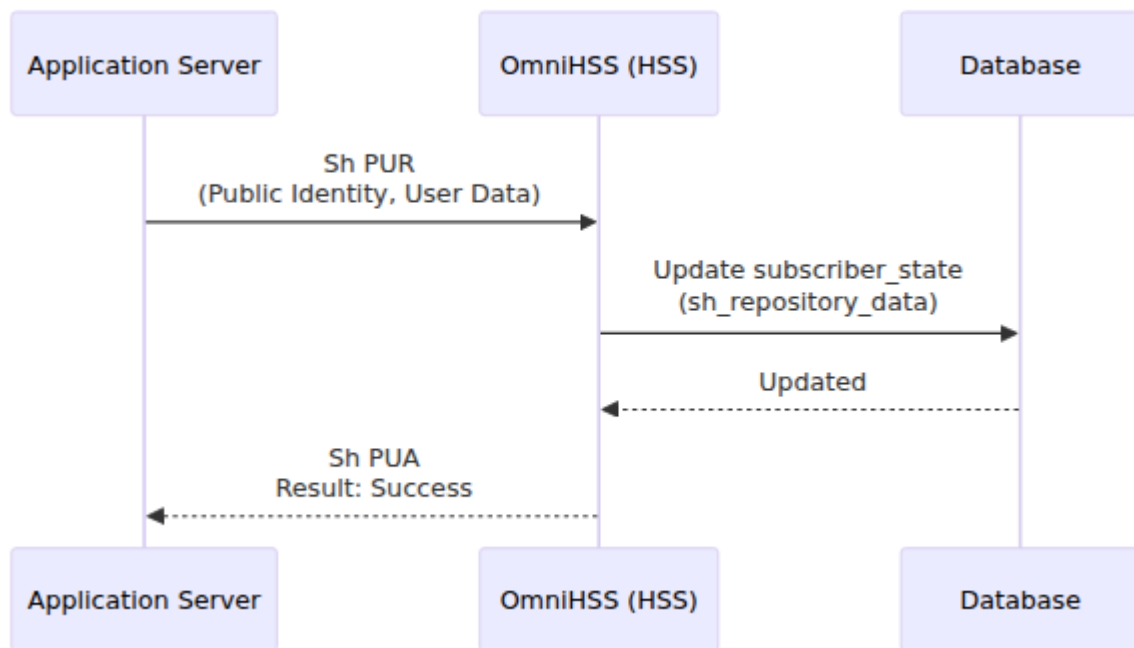 Application Server
OmniHSS (HSS)
Database
Sh PUR
(Public Identity, User Data)
Update subscriber_state
(sh_repository_data)
Updated
Sh PUA
Result: Success
Application Server
OmniHSS (HSS)
Database